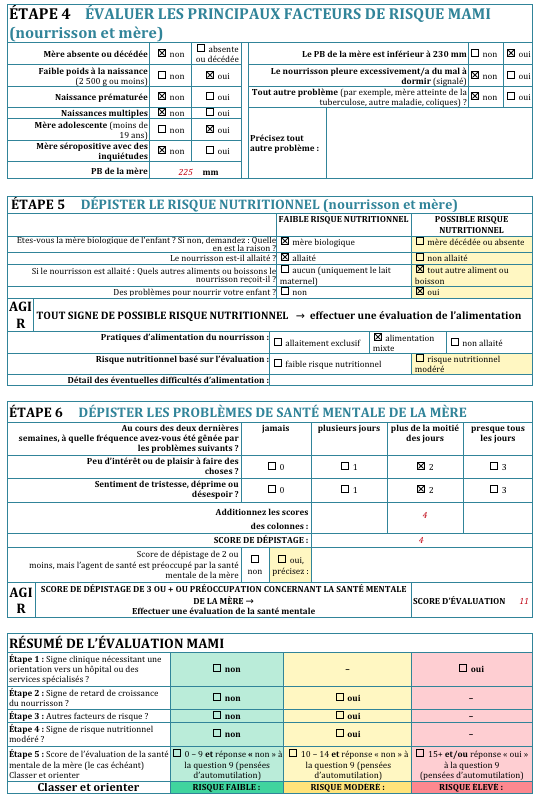 ÉTAPE 4 ÉVALUER LES PRINCIPAUX FACTEURS DE RISQUE MAMI
(nourrisson et mère)
Mère absente ou décédée ☒ non ☐ absente
ou décédée
Faible poids à la naissance
(2 500 g ou moins) ☐ non ☒ oui
Naissance prématurée ☒ non ☐ oui
Naissances multiples ☒ non ☐ oui
Mère adolescente (moins de
19 ans) ☐ non ☒ oui
Mère séropositive avec des
inquiétudes ☒ non ☐ oui
PB de la mère 225 mm
Le PB de la mère est inférieur à 230 mm ☐ non ☒ oui
Le nourrisson pleure excessivement/a du mal à
dormir (signalé) ☒ non ☐ oui
Tout autre problème (par exemple, mère atteinte de la
tuberculose, autre maladie, coliques) ? ☒ non ☐ oui
Précisez tout
autre problème :
ÉTAPE 5 DÉPISTER LE RISQUE NUTRITIONNEL (nourrisson et mère)
FAIBLE RISQUE NUTRITIONNEL POSSIBLE RISQUE
NUTRITIONNEL
Êtes-vous la mère biologique de l'enfant ? Si non, demandez : Quelle
en est la raison ? ☒ mère biologique ☐ mère décédée ou absente
Le nourrisson est-il allaité ? ☒ allaité ☐ non allaité
Si le nourrisson est allaité : Quels autres aliments ou boissons le
nourrisson reçoit-il ? ☐ aucun (uniquement le lait
maternel) ☒ tout autre aliment ou
boisson
Des problèmes pour nourrir votre enfant ? ☐ non ☒ oui
AGI
R TOUT SIGNE DE POSSIBLE RISQUE NUTRITIONNEL → effectuer une évaluation de l'alimentation
Pratiques d'alimentation du nourrisson : ☐ allaitement exclusif ☒ alimentation
mixte ☐ non allaité
Risque nutritionnel basé sur l'évaluation : ☐ faible risque nutritionnel ☐ risque nutritionnel
modéré
Détail des éventuelles difficultés d'alimentation :
ÉTAPE 6 DÉPISTER LES PROBLÈMES DE SANTÉ MENTALE DE LA MÈRE
Au cours des deux dernières
semaines, à quelle fréquence avez-vous été gênée par
les problèmes suivants ? jamais plusieurs jours plus de la moitié
des jours presque tous
les jours
Peu d'intérêt ou de plaisir à faire des
choses ? ☐ 0 ☐ 1 ☒ 2 ☐ 3
Sentiment de tristesse, déprime ou
désespoir ? ☐ 0 ☐ 1 ☒ 2 ☐ 3
Additionnez les scores
des colonnes : 4
SCORE DE DÉPISTAGE : 4
Score de dépistage de 2 ou
moins, mais l'agent de santé est préoccupé par la santé
mentale de la mère ☐
non ☐ oui,
précisez :
AGI
R SCORE DE DÉPISTAGE DE 3 OU + OU PRÉOCCUPATION CONCERNANT LA SANTÉ MENTALE
DE LA MÈRE →
Effectuer une évaluation de la santé mentale
SCORE D'ÉVALUATION 11
RÉSUMÉ DE L'ÉVALUATION MAMI
Étape 1 : Signe clinique nécessitant une
orientation vers un hôpital ou des
services spécialisés ? ☐ non – ☐ oui
Étape 2 : Signe de retard de croissance
du nourrisson ? ☐ non ☐ oui –
Étape 3 : Autres facteurs de risque ? ☐ non ☐ oui –
Étape 4 : Signe de risque nutritionnel
modéré ? ☐ non ☐ oui –
Étape 5 : Score de l'évaluation de la santé
mentale de la mère (le cas échéant)
Classer et orienter
☐ 0 – 9 et réponse « non » à
la question 9 (pensées
d'automutilation)
☐ 10 – 14 et réponse « non » à
la question 9 (pensées
d'automutilation)
☐ 15+ et/ou réponse « oui »
à la question 9
(pensées d'automutilation)
Classer et orienter RISQUE FAIBLE : RISQUE MODÉRÉ : RISQUE ÉLEVÉ :